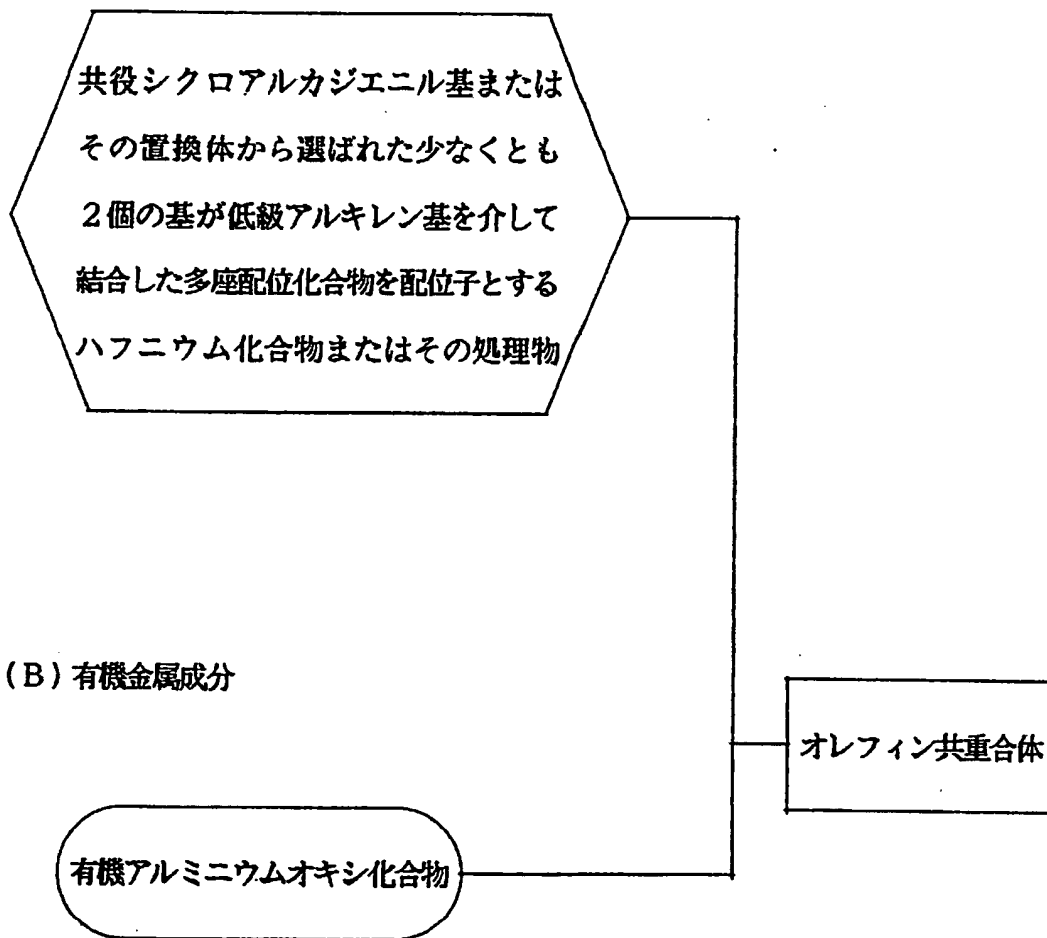 共役シクロアルカジエニル基または
その置換体から選ばれた少なくとも
2個の基が低級アルキレン基を介して
結合した多座配位化合物を配位子とする
ハフニウム化合物またはその処理物
(B)有機金属成分
オレフィン共重合体
有機アルミニウムオキシ化合物